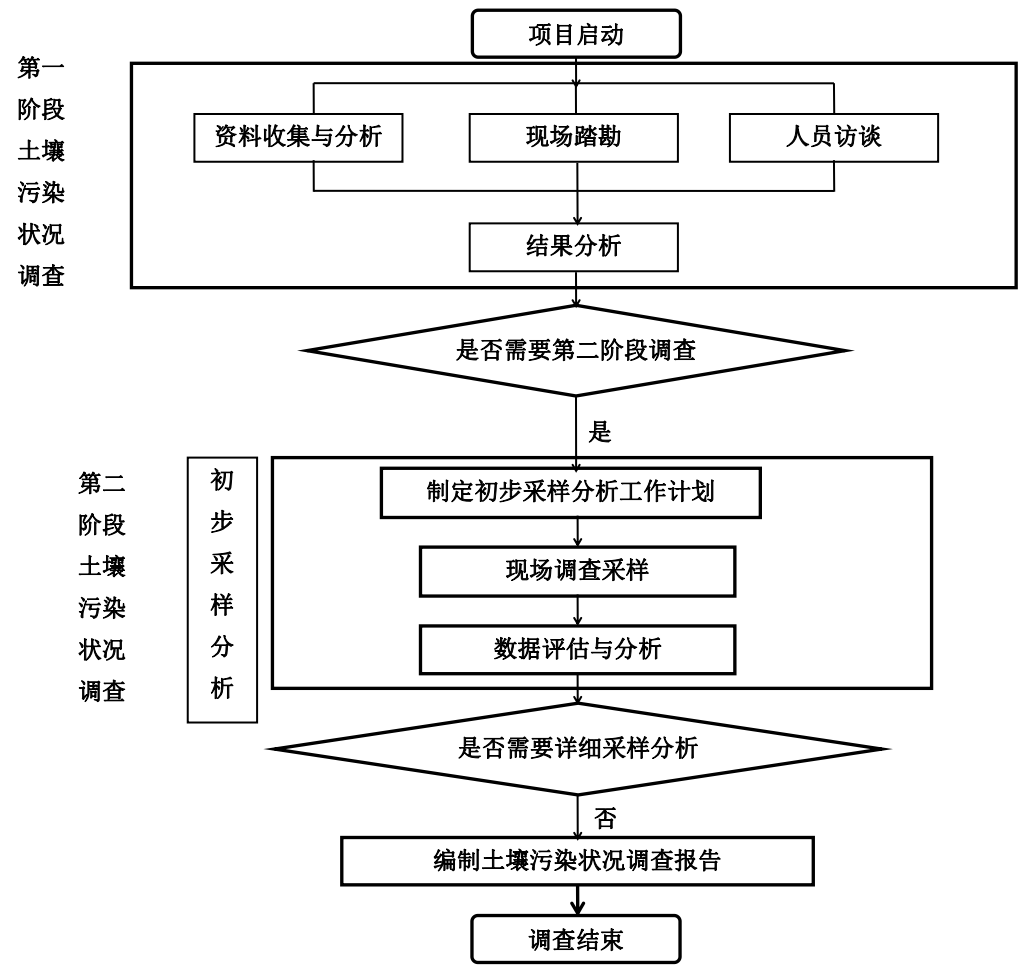 项目启动
第一
阶段
土壤
污染
状况
调查
资料收集与分析
现场踏勘
人员访谈
结果分析
是否需要第二阶段调查
是
第二
阶段
土壤
污染
状况
调查
初
步
采
样
分
析
制定初步采样分析工作计划
现场调查采样
数据评估与分析
是否需要详细采样分析
否
编制土壤污染状况调查报告
调查结束